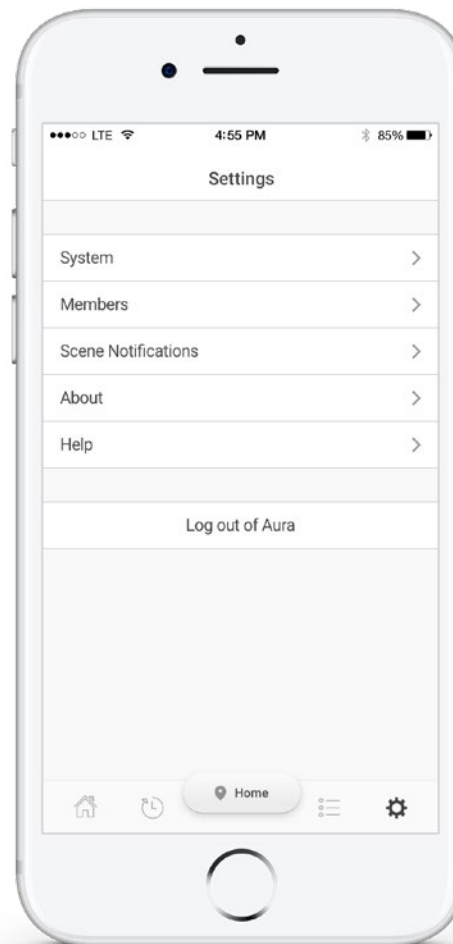 LTE 4:55 PM 85%
Settings
System
Members
Scene Notifications
About
Help
Log out of Aura
Home